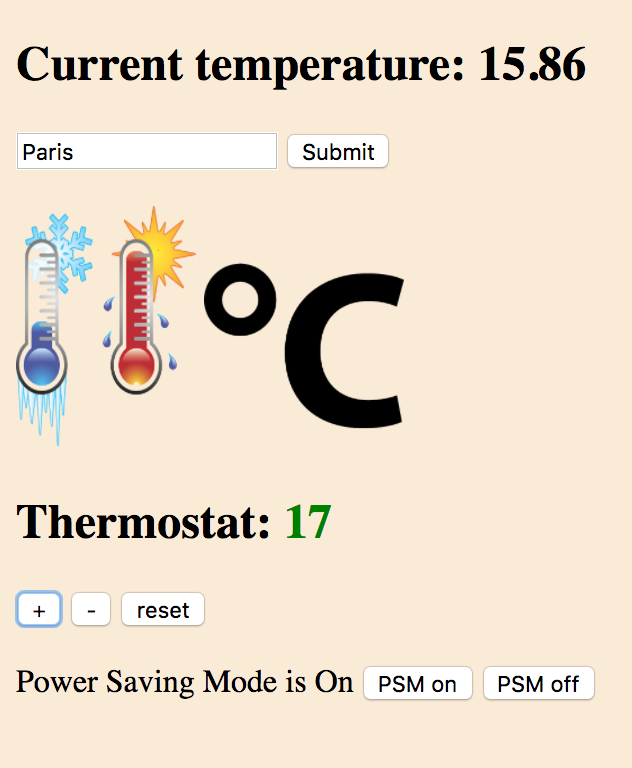 Current temperature: 15.86
Paris Submit
°C
Thermostat: 17
+ - reset
Power Saving Mode is On PSM on PSM off